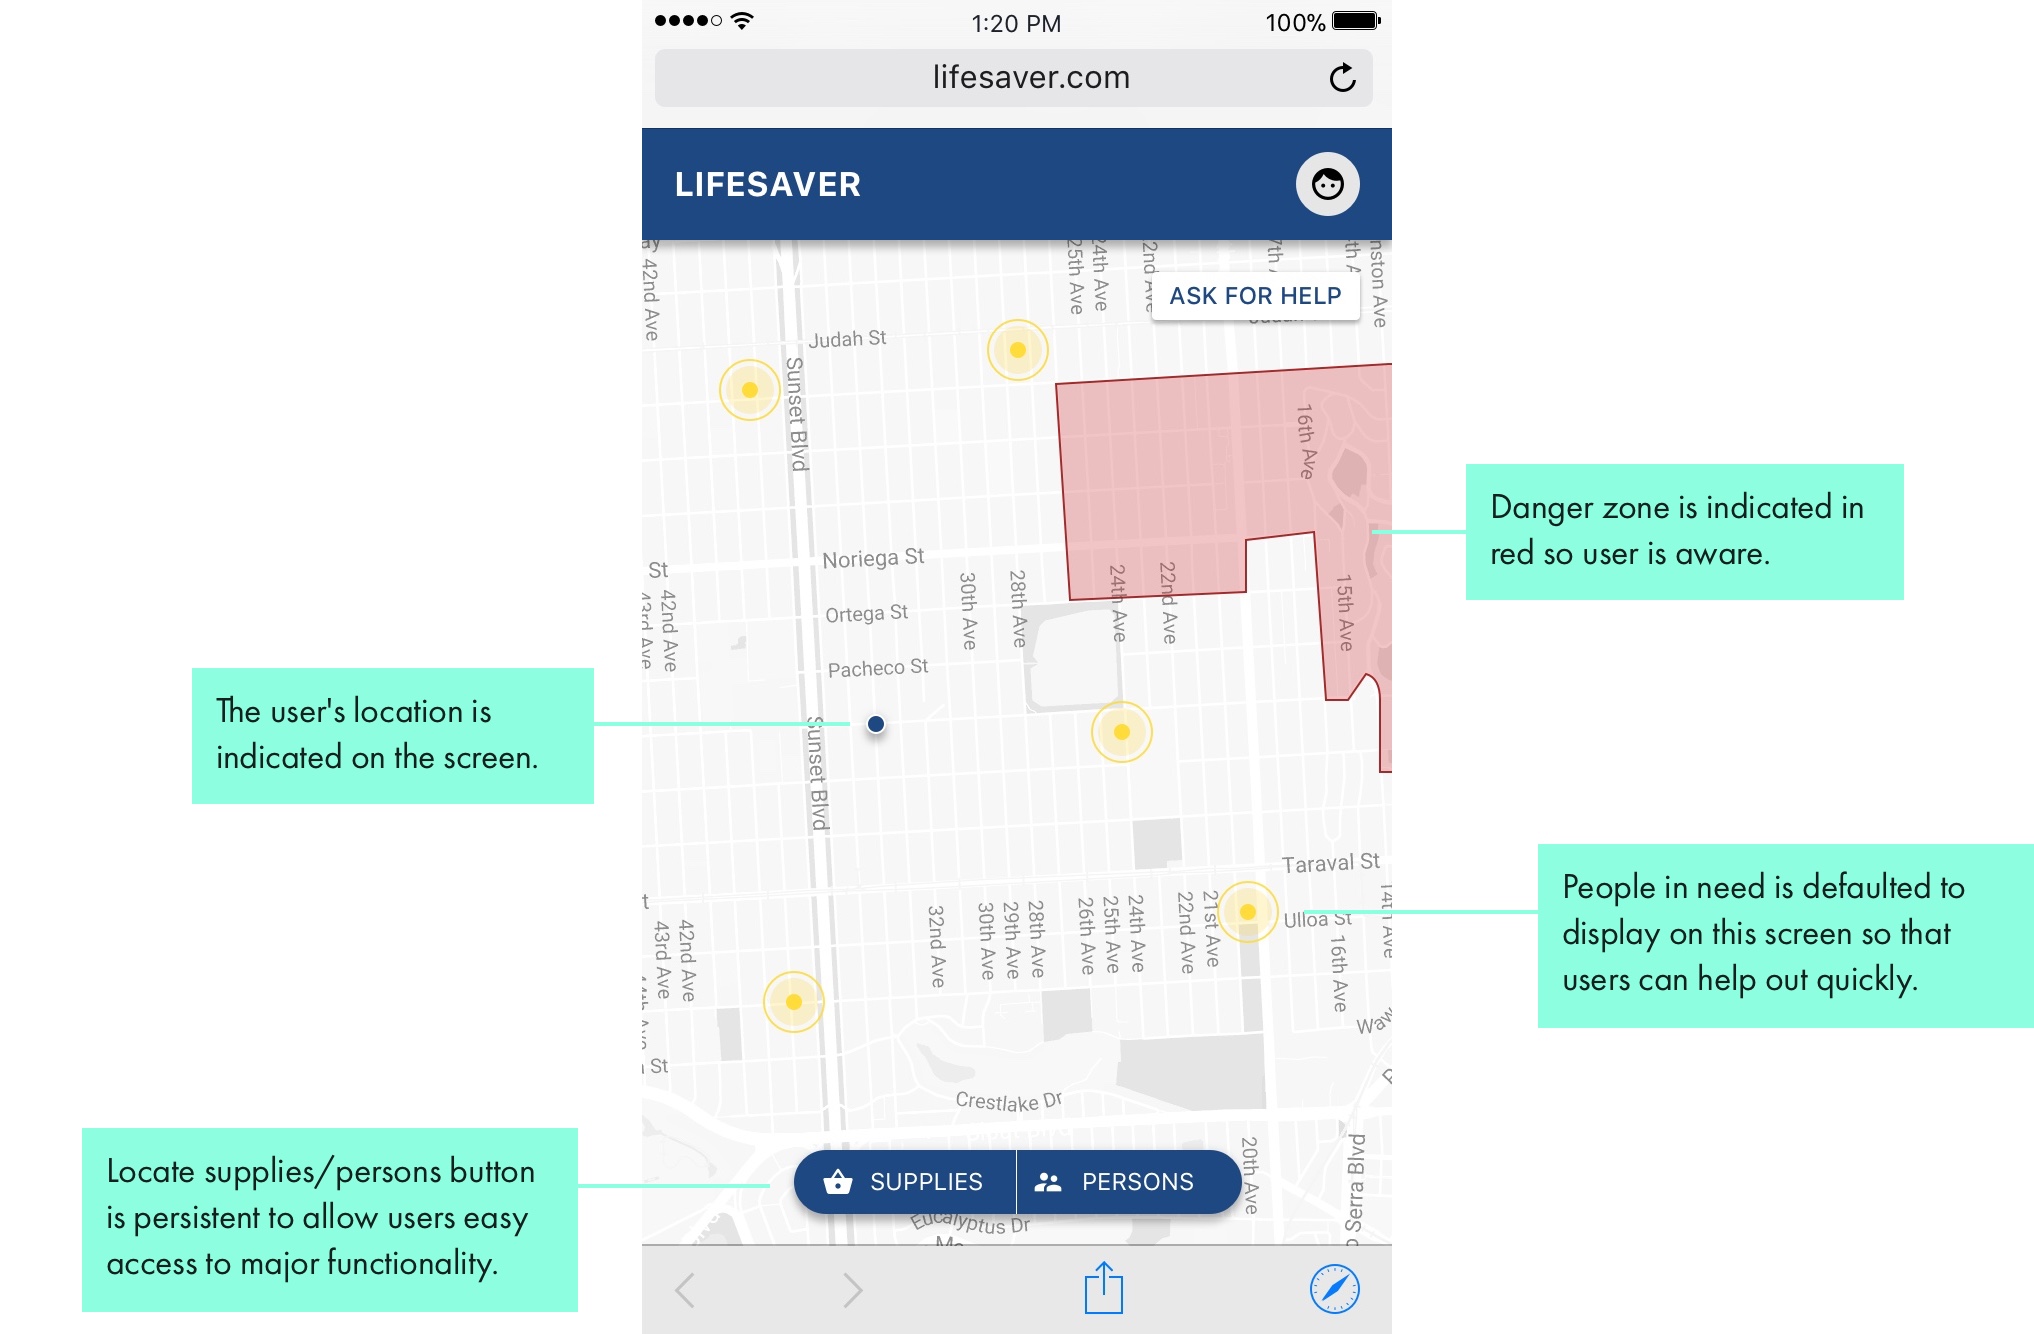 1:20 PM
100%
lifesaver.com
LIFESAVER
ASK FOR HELP
42nd Ave
25th Ave
24th Ave
Judah St
Sunset Blvd
16th Ave
Danger zone is indicated in
red so user is aware.
Noriega St
St
Ortega St
Pacheco St
43rd Ave
42nd Ave
30th Ave
28th Ave
24th Ave
22nd Ave
15th Ave
The user's location is
indicated on the screen.
Sunset Blvd
Taraval St
Ulloa St
People in need is defaulted to
display on this screen so that
users can help out quickly.
43rd Ave
42nd Ave
32nd Ave
30th Ave
29th Ave
28th Ave
26th Ave
25th Ave
24th Ave
22nd Ave
21st Ave
16th Ave
14th Ave
St
Crestlake Dr
Locate supplies/persons button
is persistent to allow users easy
access to major functionality.
SUPPLIES
PERSONS
20th Ave
Serra Blvd
Eucalyptus Dr